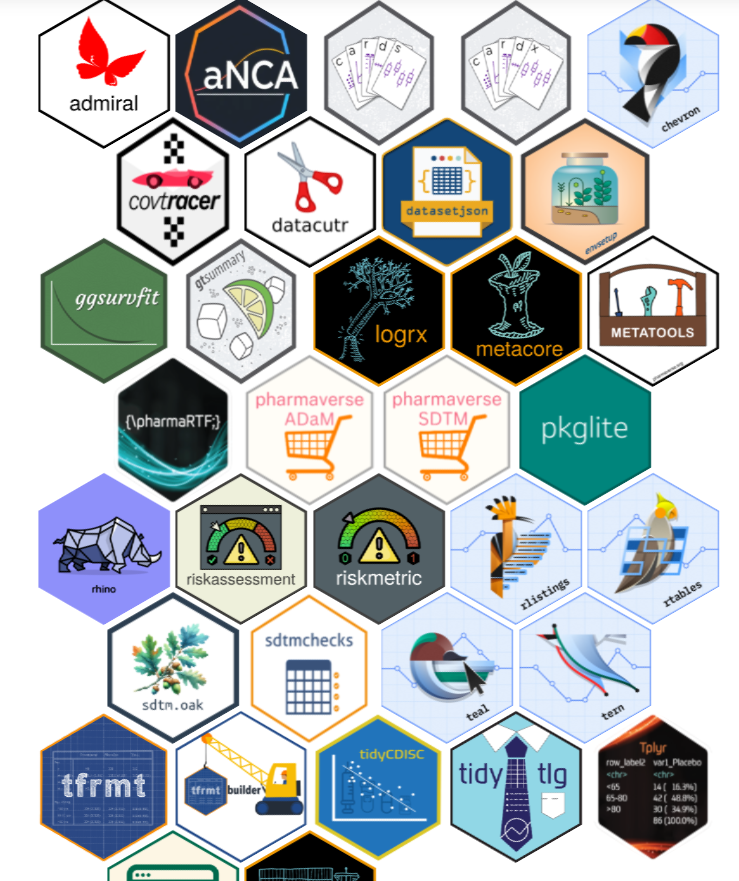 admiral
aNCA
cards
cardx
chevron
covtracer
datacutr
datasetjson
envsetup
ggsurvfit
gtsummary
logrx
metacore
METATOOLS
{\pharmaRTF;}
pharmaverse
ADaM
pharmaverse
SDTM
pkglite
rhino
riskassessment
riskmetric
0 1
rlistings
rtables
sdtm.oak
sdtmchecks
teal
tern
tfrmt
tfrmt builder
tidyCDISC
tidy tlg
Tplyr
row_label2 var1_Placebo
<chr> <chr>
<65 14 ( 16.3%)
65-80 42 ( 48.8%)
>80 30 ( 34.9%)
86 (100.0%)